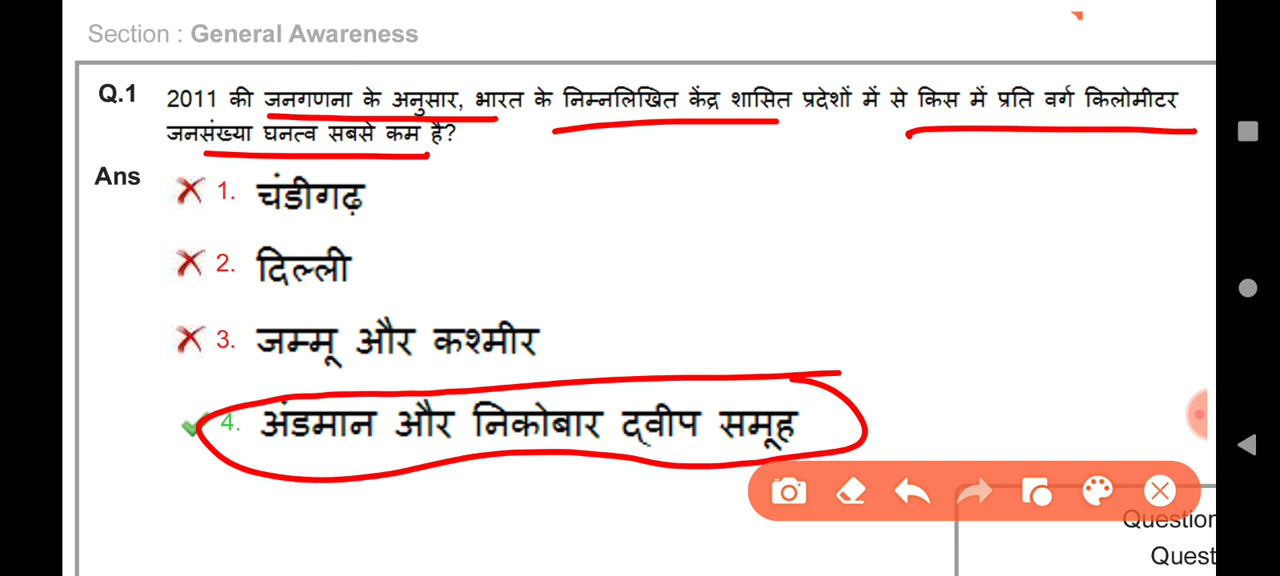 Section : General Awareness
Q.1 2011 की जनगणना के अनुसार, भारत के निम्नलिखित केंद्र शासित प्रदेशों में से किस में प्रति वर्ग किलोमीटर
जनसंख्या घनत्व सबसे कम है?
Ans
1. चंडीगढ़
2. दिल्ली
3. जम्मू और कश्मीर
4. अंडमान और निकोबार द्वीप समूह
Question
Quest